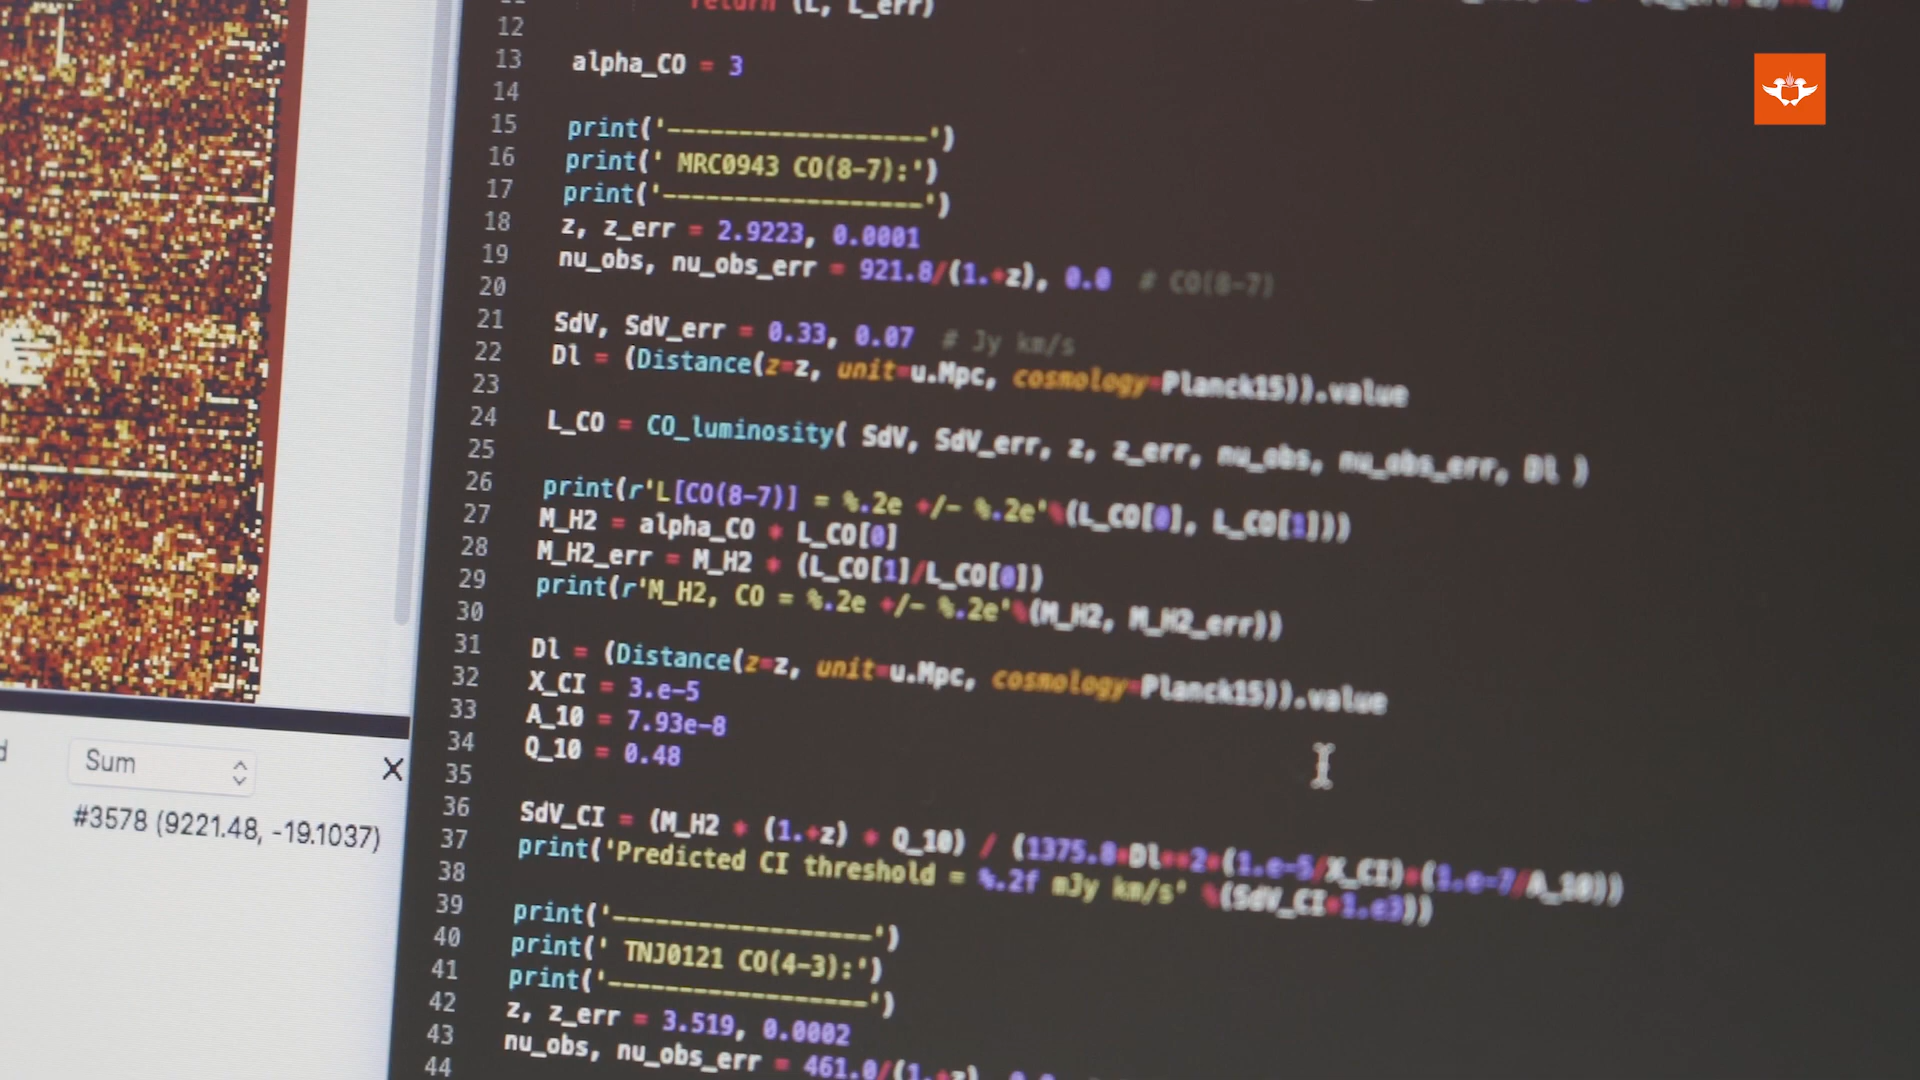 return (L, L_err)
12
13 alpha_CO = 3
14
15 print('------------------')
16 print(' MRC0943 CO(8-7):')
17 print('------------------')
18 z, z_err = 2.9223, 0.0001
19 nu_obs, nu_obs_err = 921.8/(1.+z), 0.0 # CO(8-7)
20
21 SdV, SdV_err = 0.33, 0.07 # Jy km/s
22 Dl = (Distance(z=z, unit=u.Mpc, cosmology=Planck15)).value
23
24 L_CO = CO_luminosity( SdV, SdV_err, z, z_err, nu_obs, nu_obs_err, Dl )
25
26 print(r'L[CO(8-7)] = %.2e +/- %.2e'%(L_CO[0], L_CO[1]))
27 M_H2 = alpha_CO * L_CO[0]
28 M_H2_err = M_H2 * (L_CO[1]/L_CO[0])
29 print(r'M_H2, CO = %.2e +/- %.2e'%(M_H2, M_H2_err))
30
31 Dl = (Distance(z=z, unit=u.Mpc, cosmology=Planck15)).value
32 X_CI = 3.e-5
33 A_10 = 7.93e-8
34 Q_10 = 0.48
35
36 SdV_CI = (M_H2 * (1.+z) * Q_10) / (1375.8*Dl**2*(1.e-5/X_CI)*(1.e-7/A_10))
37 print('Predicted CI threshold = %.2f mJy km/s' %(SdV_CI*1.e3))
38
39 print('------------------')
40 print(' TNJ0121 CO(4-3):')
41 print('------------------')
42 z, z_err = 3.519, 0.0002
43 nu_obs, nu_obs_err = 461.0/(1.+z)
44
Sum
#3578 (9221.48, -19.1037)